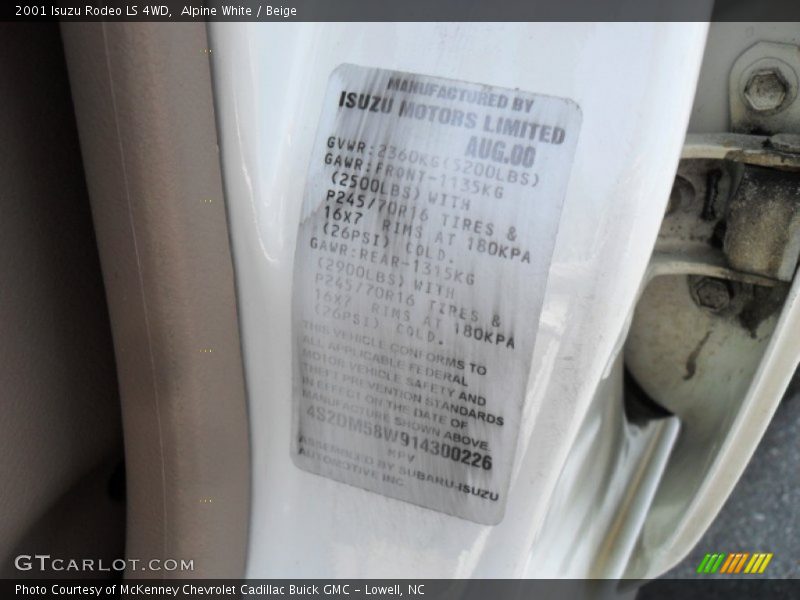 2001 Isuzu Rodeo LS 4WD, Alpine White / Beige
MANUFACTURED BY
ISUZU MOTORS LIMITED
AUG.00
GVWR:2360KG(5200LBS)
GAWR:FRONT-1135KG
(2500LBS) WITH
P245/70R16 TIRES &
16X7 RIMS AT 180KPA
(26PSI) COLD.
GAWR:REAR-1315KG
(2900LBS) WITH
P245/70R16 TIRES &
16X7 RIMS AT 180KPA
(26PSI) COLD.
THIS VEHICLE CONFORMS TO
ALL APPLICABLE FEDERAL
MOTOR VEHICLE SAFETY AND
THEFT PREVENTION STANDARDS
IN EFFECT ON THE DATE OF
MANUFACTURE SHOWN ABOVE
4S2DM58W914300226
MPV
ASSEMBLED BY SUBARU-ISUZU
AUTOMOTIVE INC.
GTCARLOT.COM
Photo Courtesy of McKenney Chevrolet Cadillac Buick GMC - Lowell, NC